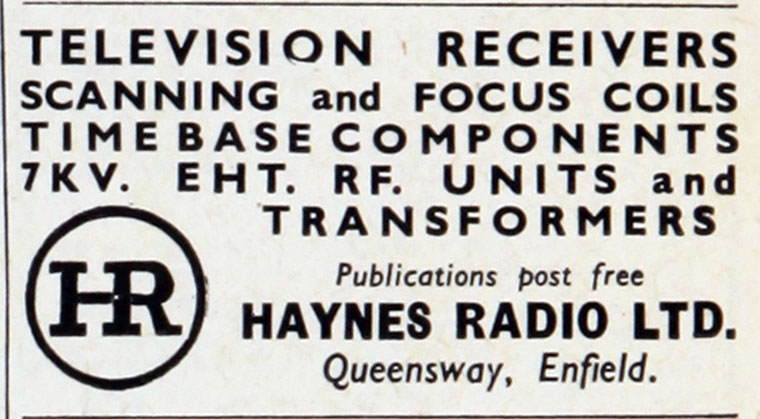 TELEVISION RECEIVERS
SCANNING and FOCUS COILS
TIME BASE COMPONENTS
7KV. EHT. RF. UNITS and
TRANSFORMERS
HR
Publications post free
HAYNES RADIO LTD.
Queensway, Enfield.